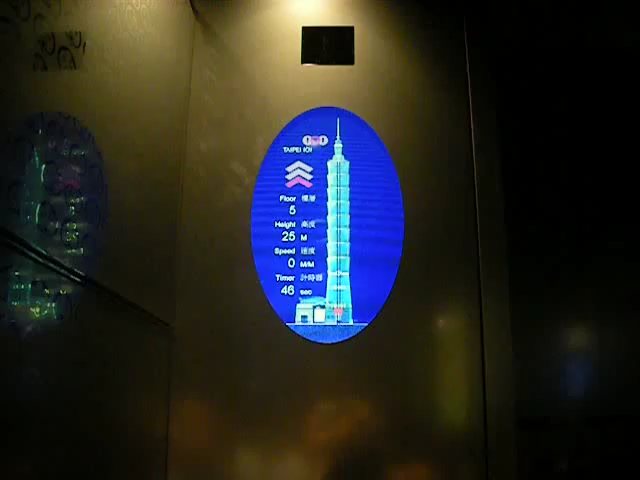 TAIPEI 101
Floor 樓層
5
Height 高度
25 M
Speed 速度
0 M/M
Timer 計時器
46 sec